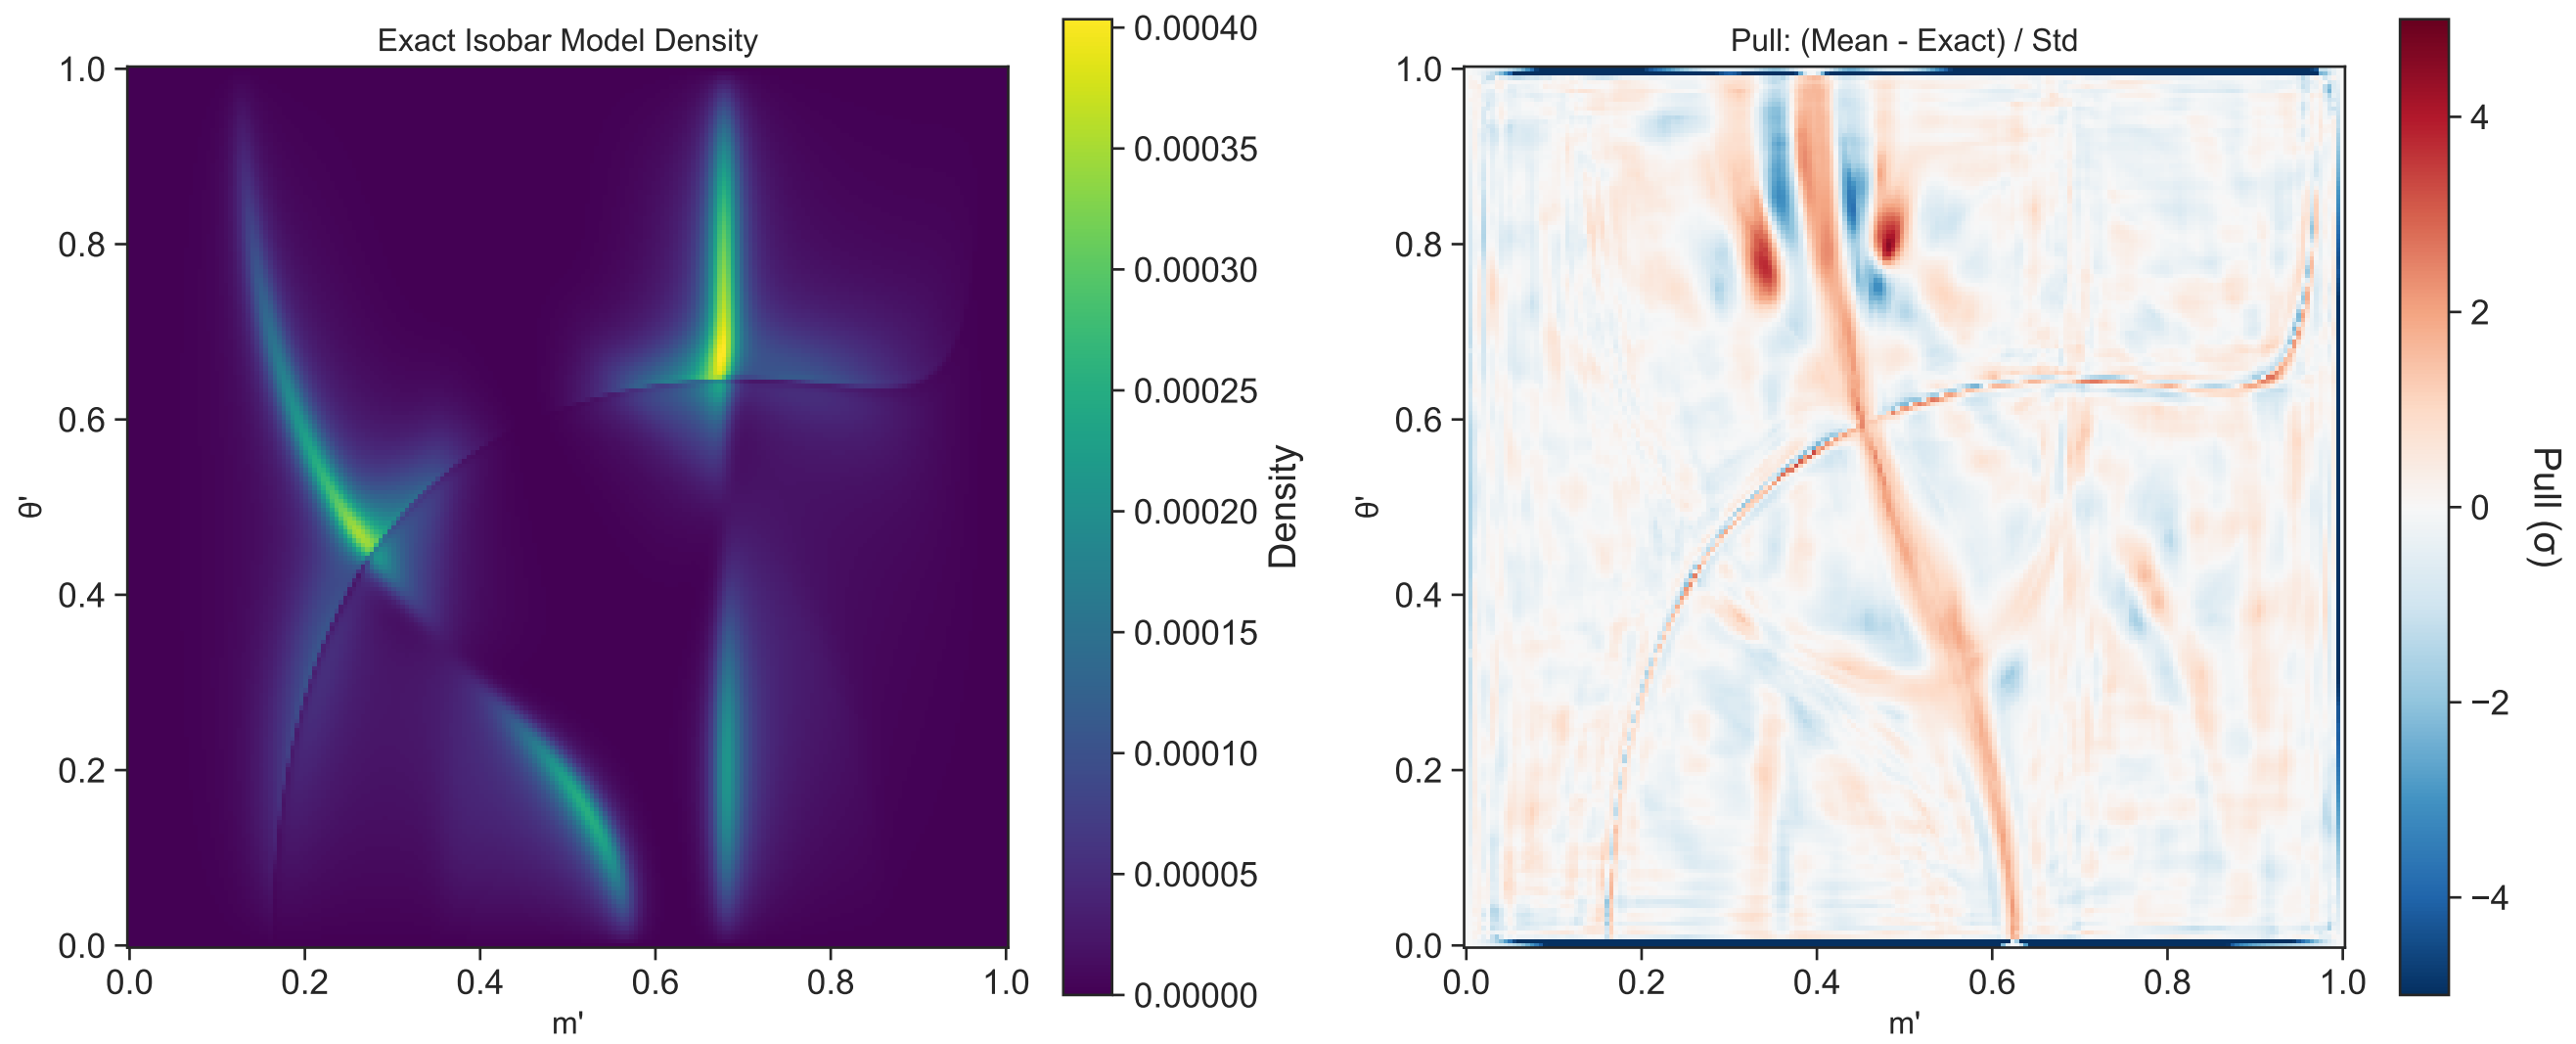 Exact Isobar Model Density
1.0
0.8
0.6
0.4
0.2
0.0
θ'
0.0 0.2 0.4 0.6 0.8 1.0
m'
0.00040
0.00035
0.00030
0.00025
0.00020
0.00015
0.00010
0.00005
0.00000
Density
Pull: (Mean - Exact) / Std
1.0
0.8
0.6
0.4
0.2
0.0
θ'
0.0 0.2 0.4 0.6 0.8 1.0
m'
4
2
0
−2
−4
Pull (σ)